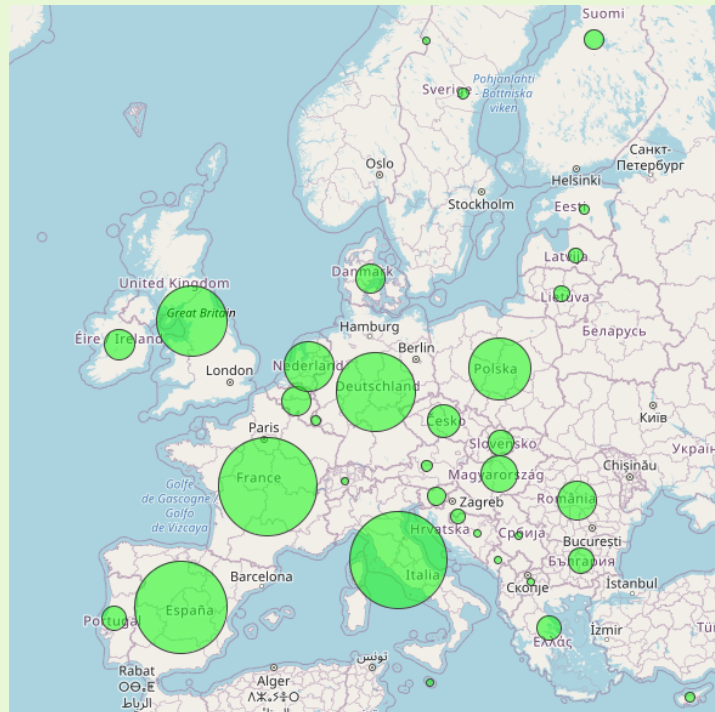 Suomi
Pohjanlahti
- Bottniska
viken
Sverige
Oslo
Санкт-
Петербург
Helsinki
Stockholm
Eesti
Latvija
Danmark
United Kingdom
Lietuva
Great Britain
Hamburg
Беларусь
Éire / Ireland
Berlin
Nederland
London
Polska
Deutschland
Київ
Paris
Česko
Slovensko
Україн
Chișinău
France
Magyarország
Golfe
de Gascogne
Golfo
de Vizcaya
România
Zagreb
Hrvatska
Србија
București
България
Barcelona
Italia
Скопје
İstanbul
España
Portugal
İzmir
Tür
Ελλάς
تونس
Rabat
ⵔⴱⴰⵟ
الرباط
Alger